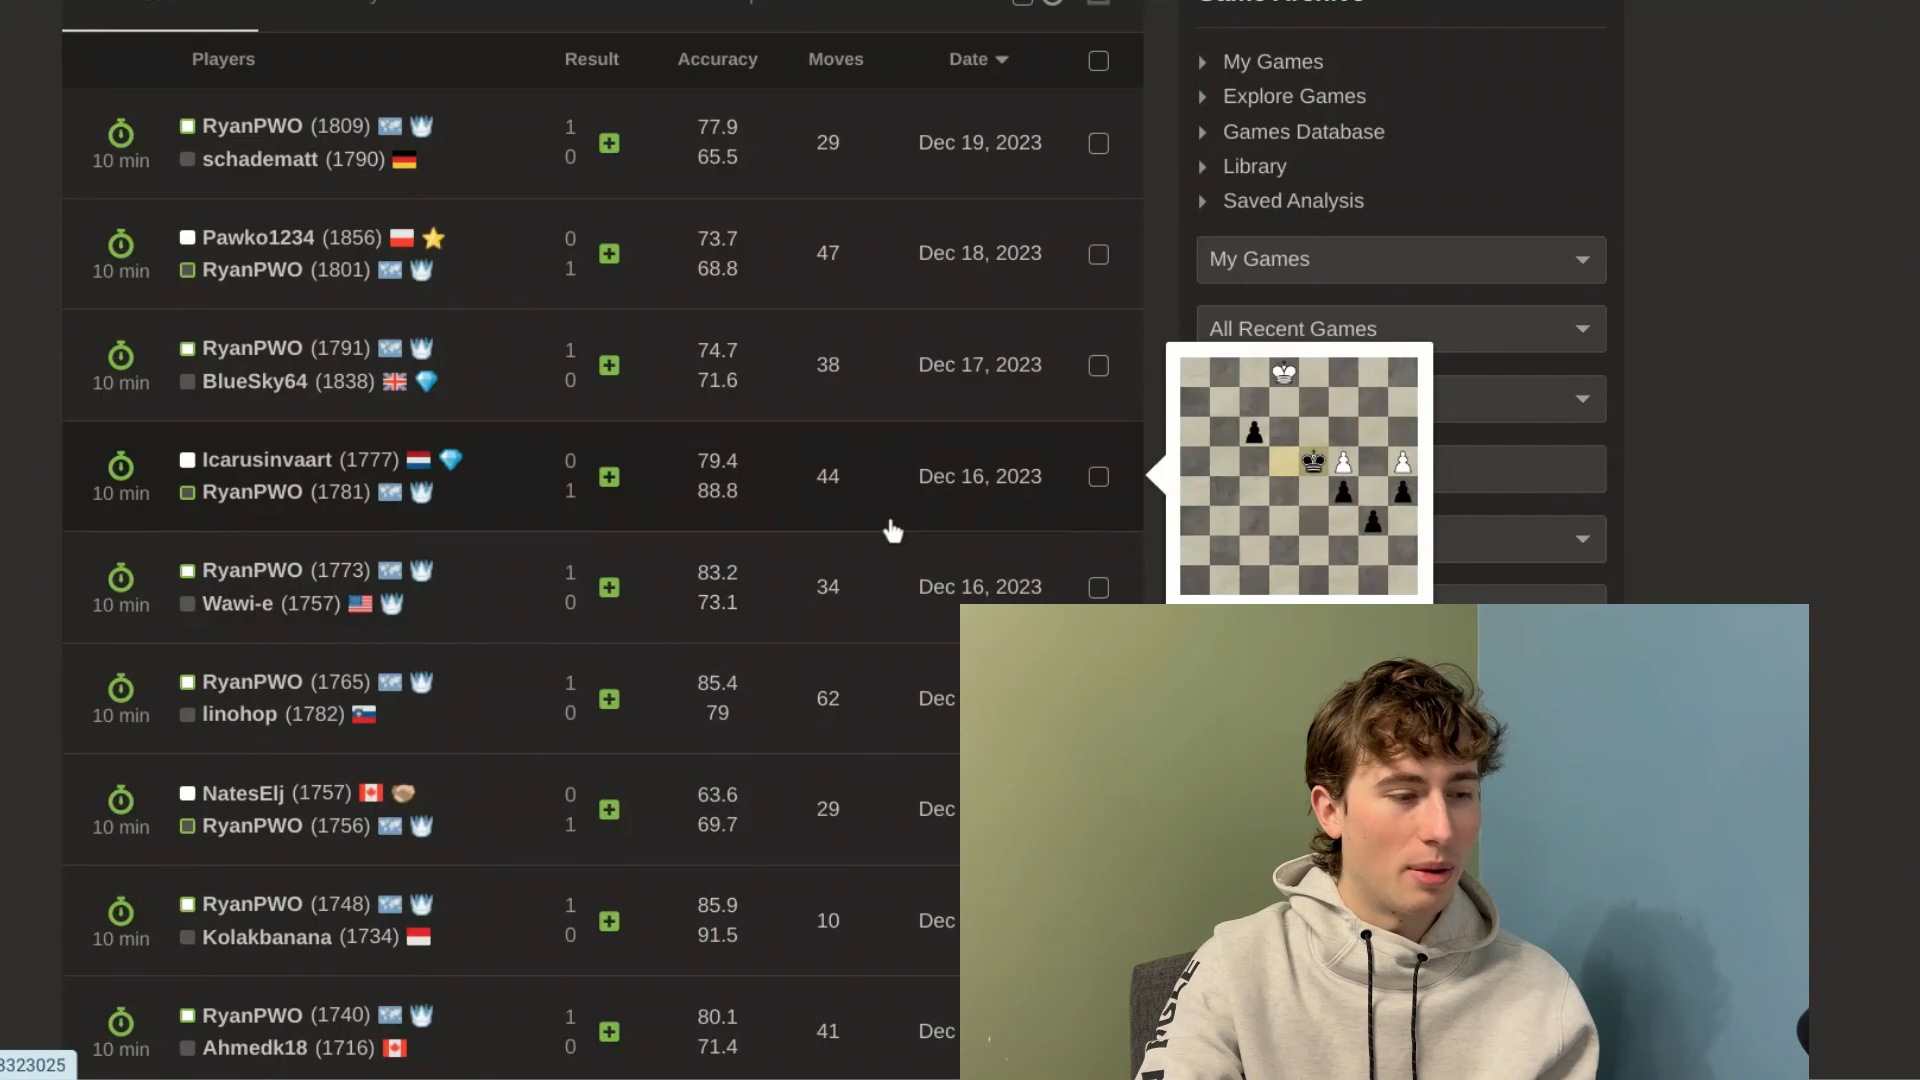 Players Result Accuracy Moves Date
RyanPWO (1809) 1 77.9
10 min schadematt (1790) 0 65.5 29 Dec 19, 2023
Pawko1234 (1856) 0 73.7
10 min RyanPWO (1801) 1 68.8 47 Dec 18, 2023
RyanPWO (1791) 1 74.7
10 min BlueSky64 (1838) 0 71.6 38 Dec 17, 2023
Icarusinvaart (1777) 0 79.4
10 min RyanPWO (1781) 1 88.8 44 Dec 16, 2023
RyanPWO (1773) 1 83.2
10 min Wawi-e (1757) 0 73.1 34 Dec 16, 2023
RyanPWO (1765) 1 85.4
10 min linohop (1782) 0 79 62 Dec
NatesElj (1757) 0 63.6
10 min RyanPWO (1756) 1 69.7 29 Dec
RyanPWO (1748) 1 85.9
10 min Kolakbanana (1734) 0 91.5 10 Dec
RyanPWO (1740) 1 80.1
10 min Ahmedk18 (1716) 0 71.4 41 Dec
3323025
My Games
Explore Games
Games Database
Library
Saved Analysis
My Games
All Recent Games